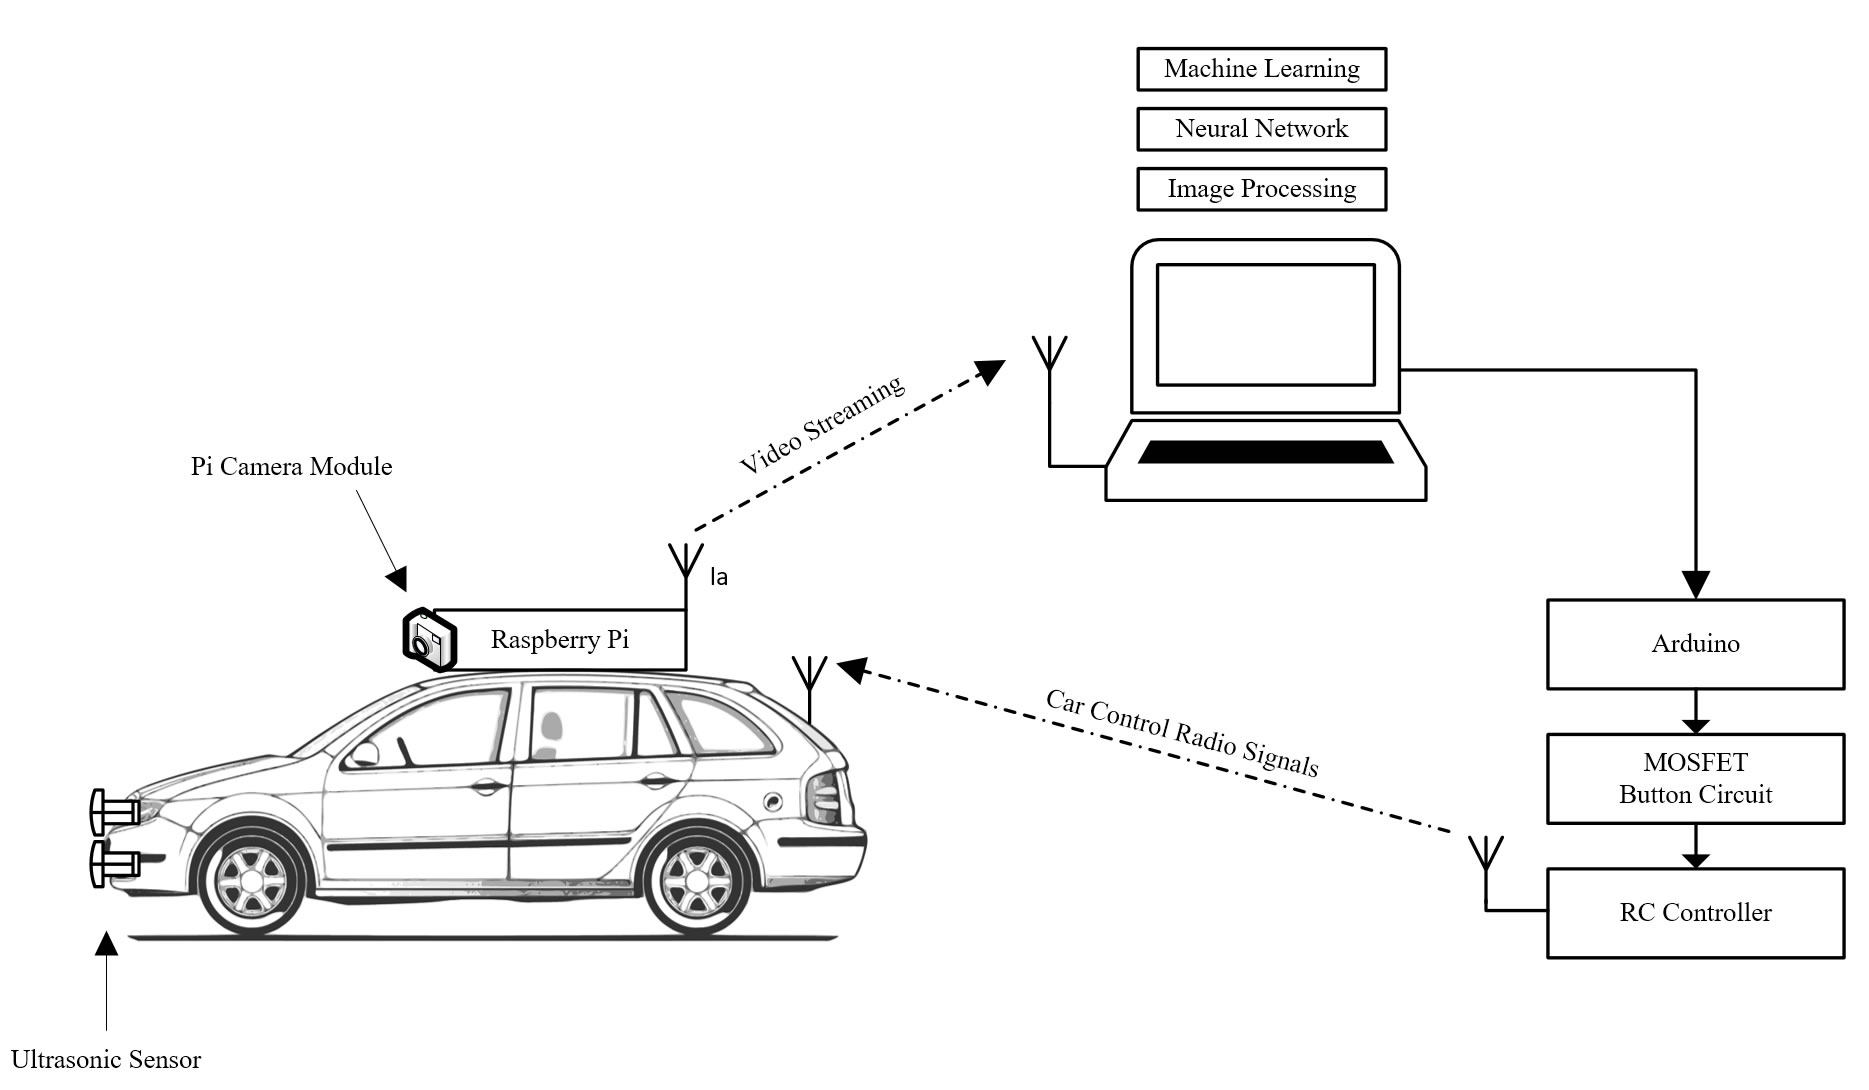 Machine Learning
Neural Network
Image Processing
Video Streaming
Pi Camera Module
la
Raspberry Pi
Arduino
Car Control Radio Signals
MOSFET
Button Circuit
RC Controller
Ultrasonic Sensor